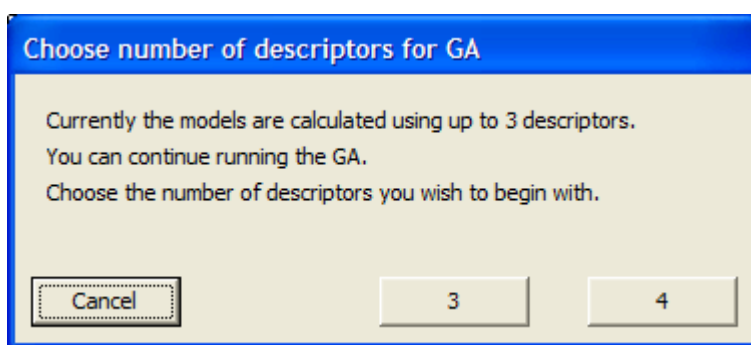 Choose number of descriptors for GA
Currently the models are calculated using up to 3 descriptors.
You can continue running the GA.
Choose the number of descriptors you wish to begin with.
Cancel 3 4